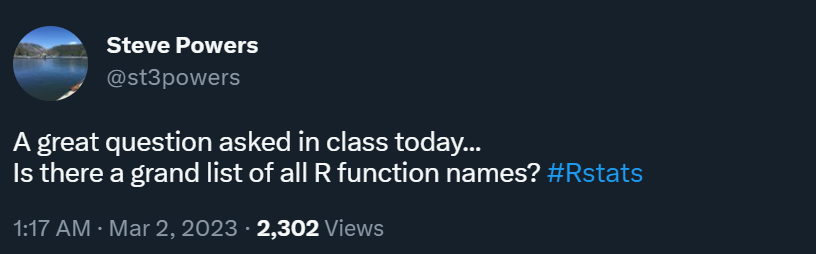 Steve Powers
@st3powers
A great question asked in class today...
Is there a grand list of all R function names? #Rstats
1:17 AM · Mar 2, 2023 · 2,302 Views